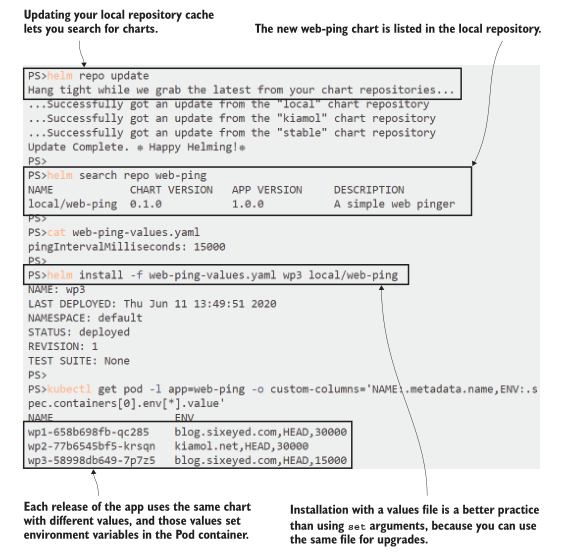 Updating your local repository cache
lets you search for charts.
The new web-ping chart is listed in the local repository.
PS>helm repo update
Hang tight while we grab the latest from your chart repositories...
...Successfully got an update from the "local" chart repository
...Successfully got an update from the "kiamol" chart repository
...Successfully got an update from the "stable" chart repository
Update Complete. ⎈ Happy Helming!⎈
PS>
PS>helm search repo web-ping
NAME CHART VERSION APP VERSION DESCRIPTION
local/web-ping 0.1.0 1.0.0 A simple web pinger
PS>
PS>cat web-ping-values.yaml
pingIntervalMilliseconds: 15000
PS>
PS>helm install -f web-ping-values.yaml wp3 local/web-ping
NAME: wp3
LAST DEPLOYED: Thu Jun 11 13:49:51 2020
NAMESPACE: default
STATUS: deployed
REVISION: 1
TEST SUITE: None
PS>
PS>kubectl get pod -l app=web-ping -o custom-columns='NAME:.metadata.name,ENV:.s
pec.containers[0].env[*].value'
NAME ENV
wp1-658b698fb-qc285 blog.sixeyed.com,HEAD,30000
wp2-77b6545bf5-krsqn kiamol.net,HEAD,30000
wp3-58998db649-7p7z5 blog.sixeyed.com,HEAD,15000
Each release of the app uses the same chart
with different values, and those values set
environment variables in the Pod container.
Installation with a values file is a better practice
than using set arguments, because you can use
the same file for upgrades.